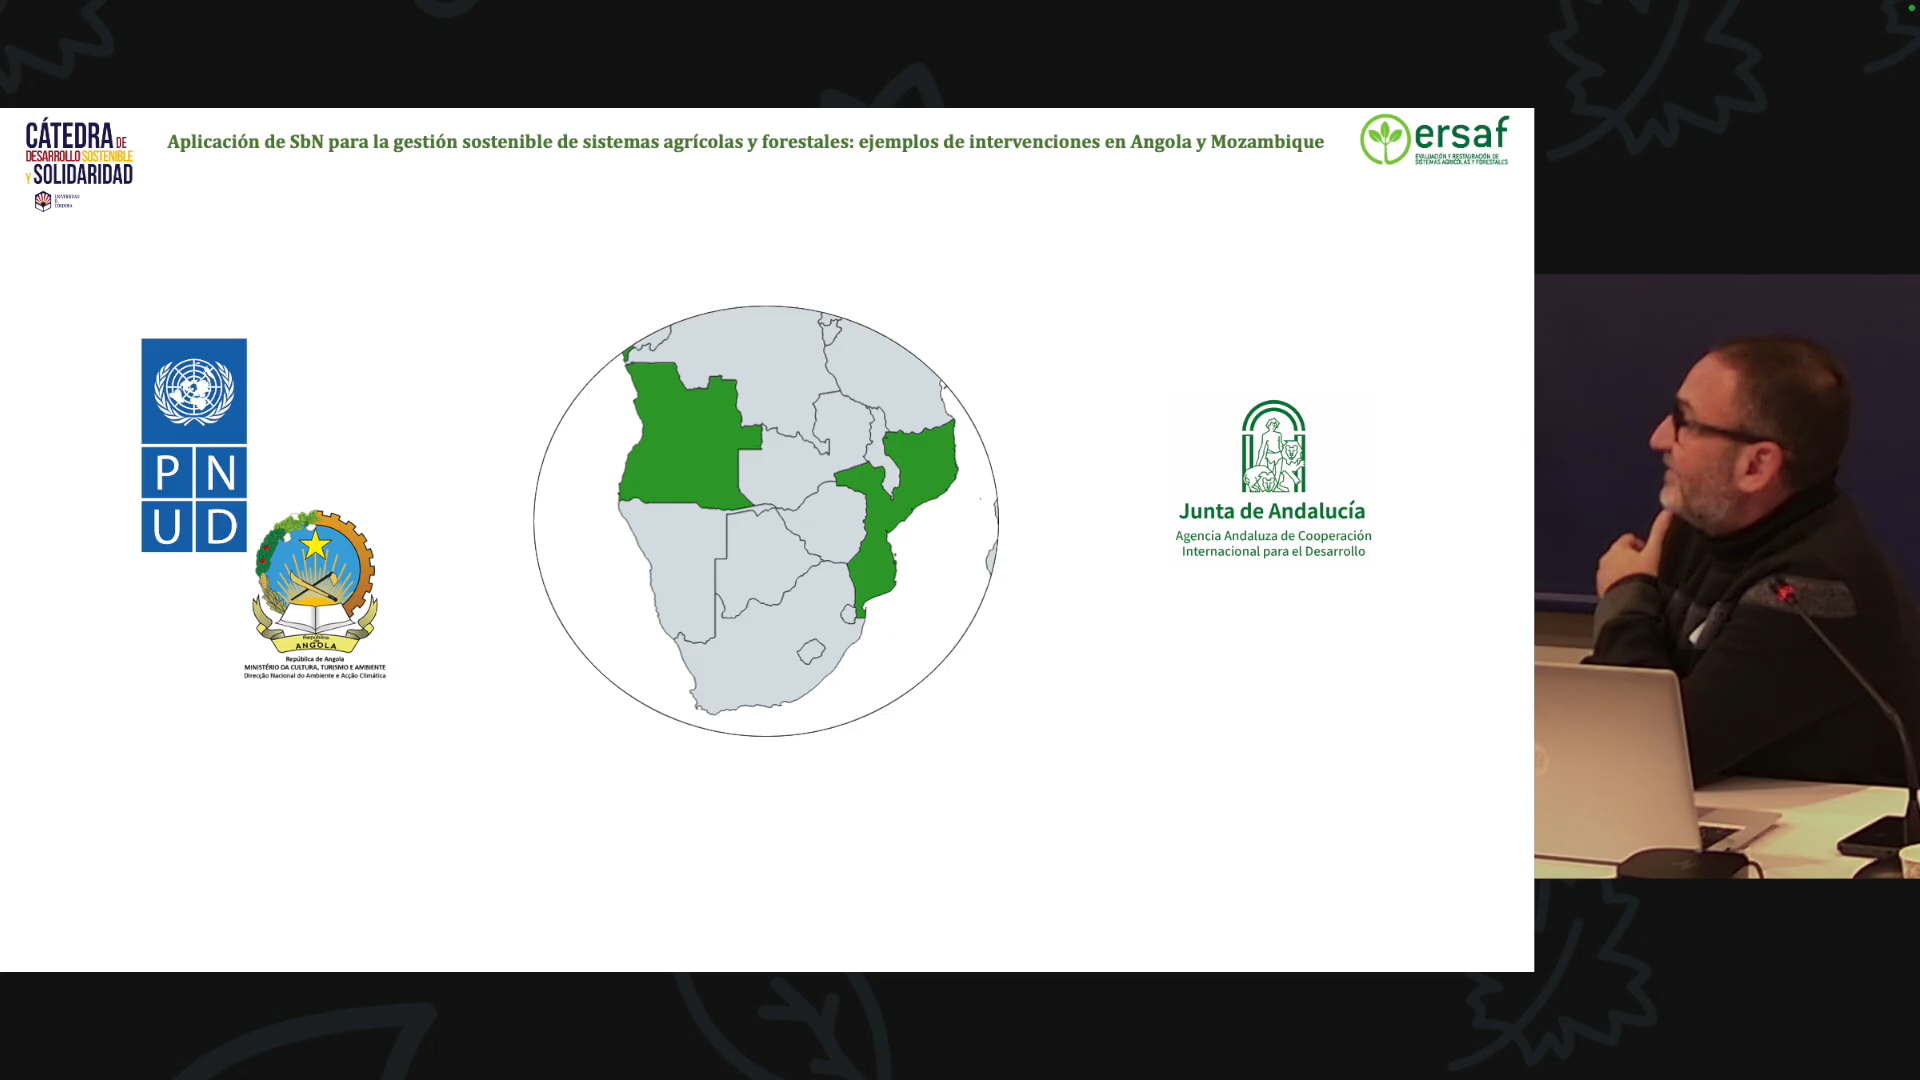 CÁTEDRA DE
DESARROLLO SOSTENIBLE
Y SOLIDARIDAD
UNIVERSIDAD
DE
CÓRDOBA
Aplicación de SbN para la gestión sostenible de sistemas agrícolas y forestales: ejemplos de intervenciones en Angola y Mozambique
ersaf
EVALUACIÓN Y RESTAURACIÓN DE
SISTEMAS AGRÍCOLAS Y FORESTALES
P N
U D
República
de
ANGOLA
República de Angola
MINISTÉRIO DA CULTURA, TURISMO E AMBIENTE
Direcção Nacional do Ambiente e Acção Climática
Junta de Andalucía
Agencia Andaluza de Cooperación
Internacional para el Desarrollo